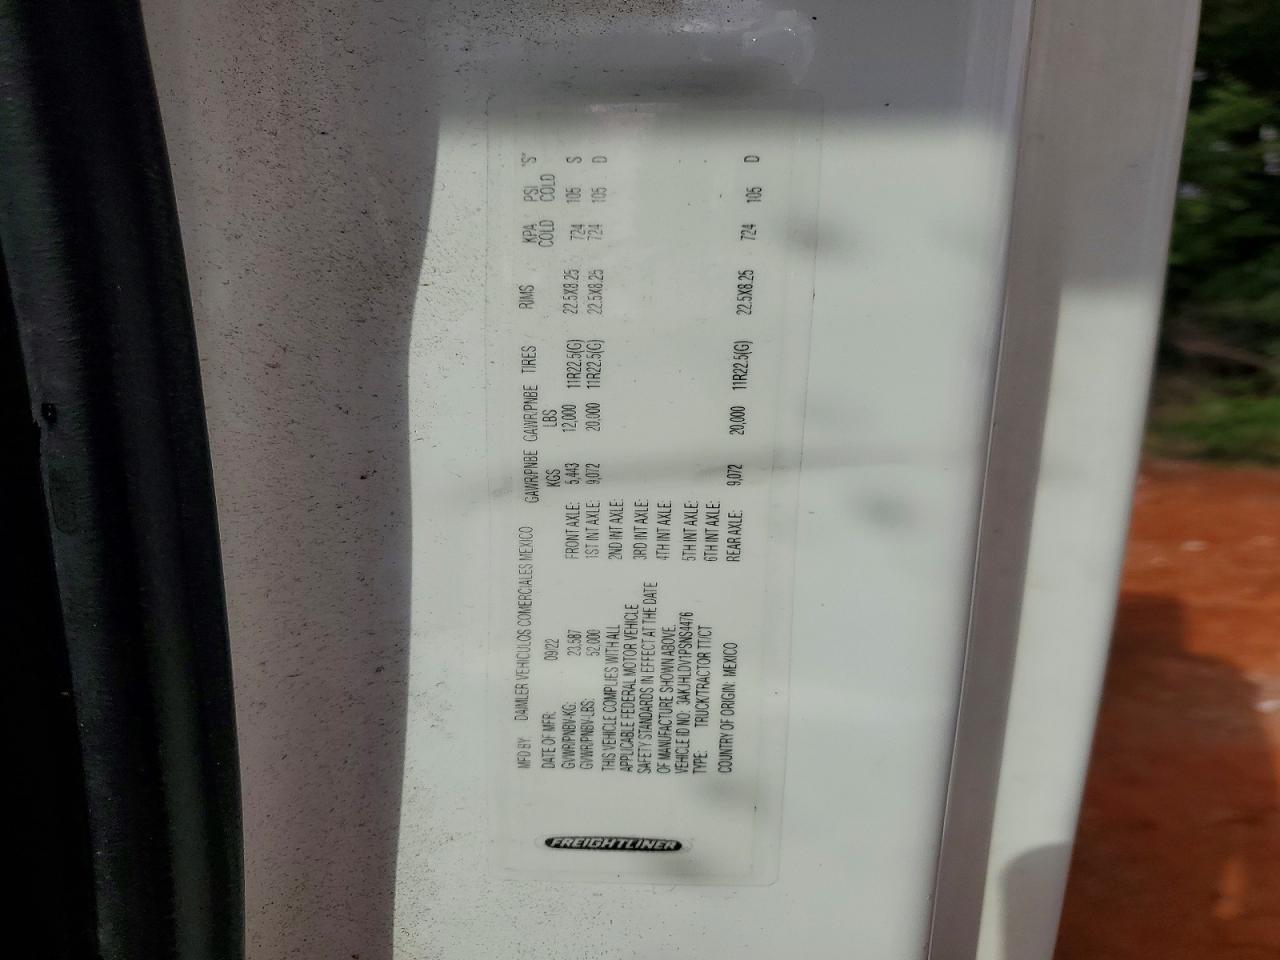 FREIGHTLINER
MFD BY: DAIMLER VEHICULOS COMERCIALES MEXICO
DATE OF MFR: 09/22
GVWR/PNBV-KG: 23,587
GVWR/PNBV-LBS: 52,000
THIS VEHICLE COMPLIES WITH ALL
APPLICABLE FEDERAL MOTOR VEHICLE
SAFETY STANDARDS IN EFFECT AT THE DATE
OF MANUFACTURE SHOWN ABOVE.
VEHICLE ID NO: 3AKJHLDV1PSNS4476
TYPE: TRUCK/TRACTOR TT/CT
COUNTRY OF ORIGIN: MEXICO
GAWR/PNBE GAWR/PNBE TIRES RIMS KPA PSI "S"
KGS LBS COLD COLD
FRONT AXLE: 5,443 12,000 11R22.5(G) 22.5X8.25 724 105 S
1ST INT AXLE: 9,072 20,000 11R22.5(G) 22.5X8.25 724 105 D
2ND INT AXLE:
3RD INT AXLE:
4TH INT AXLE:
5TH INT AXLE:
6TH INT AXLE:
REAR AXLE: 9,072 20,000 11R22.5(G) 22.5X8.25 724 105 D